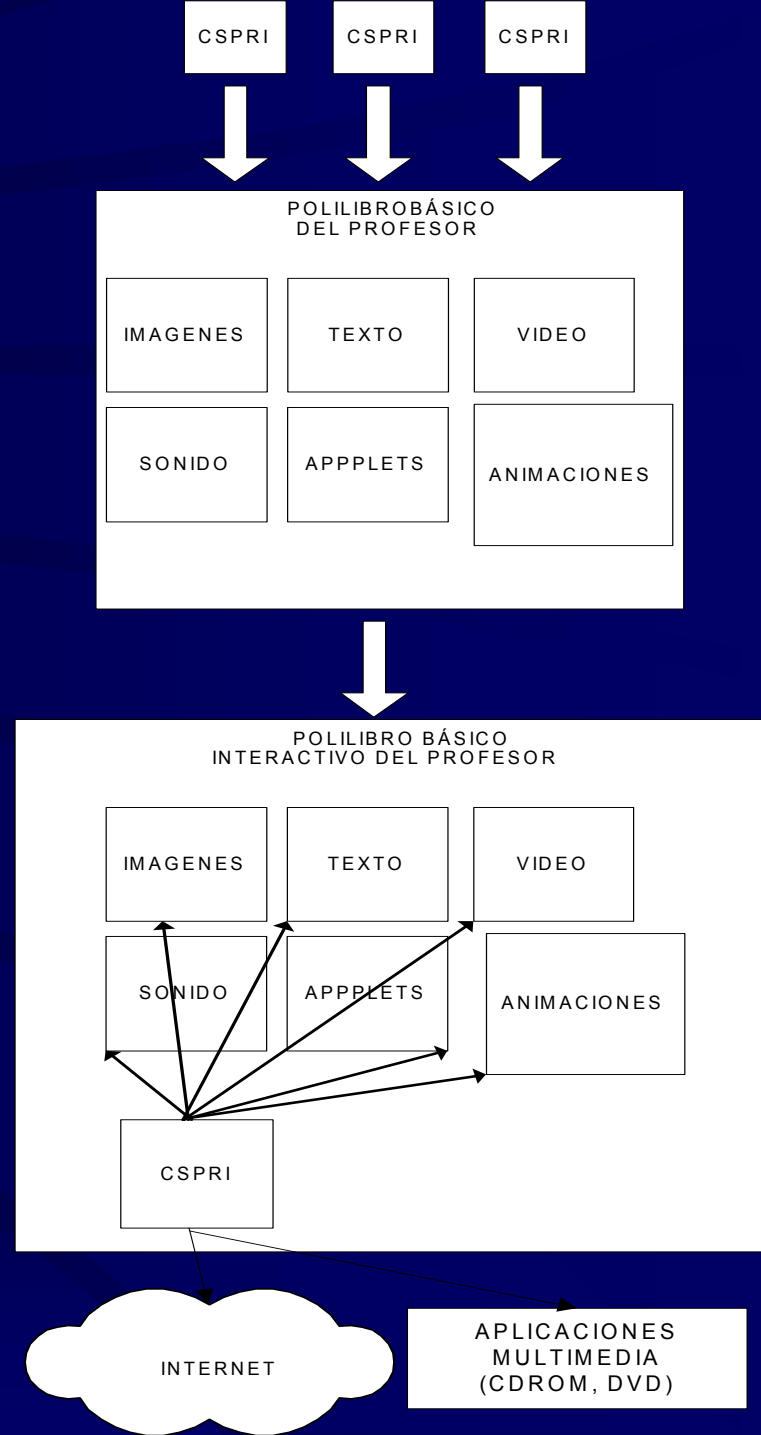 CSPRI CSPRI CSPRI
POLILIBROBÁSICO
DEL PROFESOR
IMAGENES TEXTO VIDEO
SONIDO APPPLETS ANIMACIONES
POLILIBRO BÁSICO
INTERACTIVO DEL PROFESOR
IMAGENES TEXTO VIDEO
SONIDO APPPLETS ANIMACIONES
CSPRI
INTERNET
APLICACIONES
MULTIMEDIA
(CDROM, DVD)